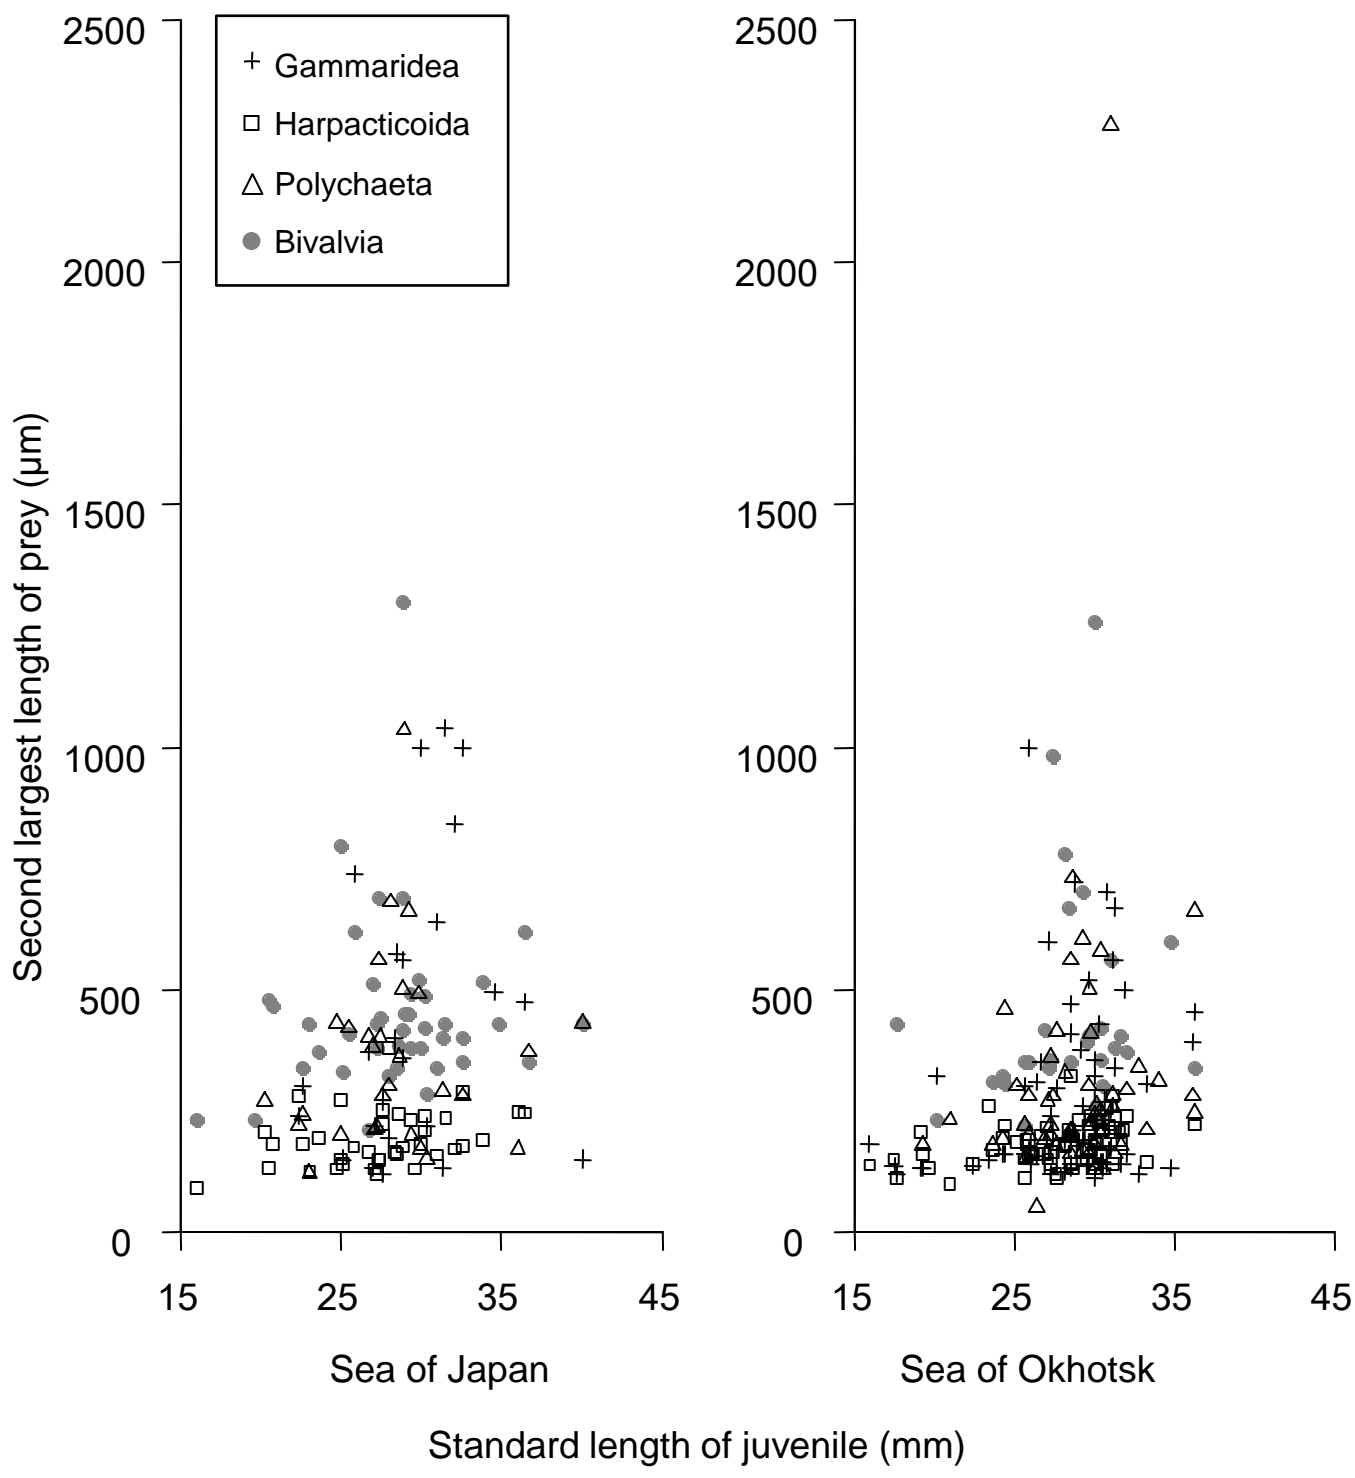 2500
2000
1500
1000
500
0
15
25
35
45
Gammaridea
Harpacticoida
Polychaeta
Bivalvia
Second largest length of prey (µm)
Sea of Japan
2500
2000
1500
1000
500
0
15
25
35
45
Sea of Okhotsk
Standard length of juvenile (mm)